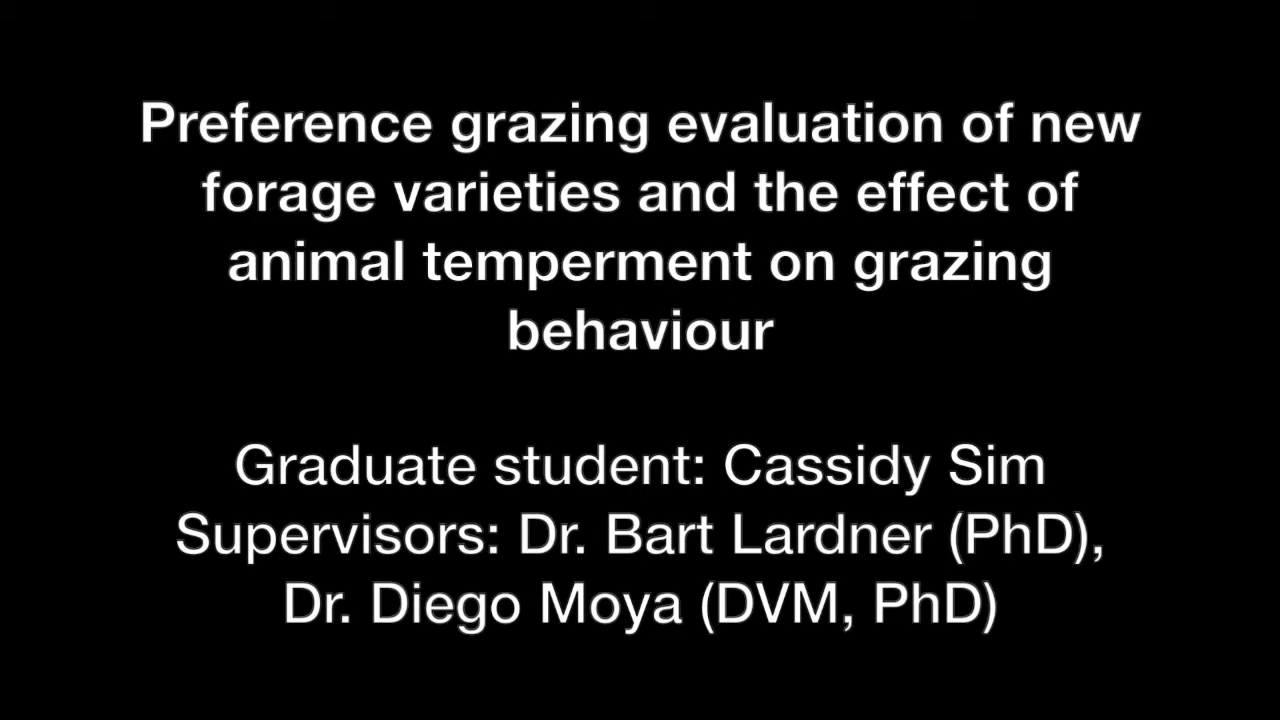 Preference grazing evaluation of new
forage varieties and the effect of
animal temperment on grazing
behaviour
Graduate student: Cassidy Sim
Supervisors: Dr. Bart Lardner (PhD),
Dr. Diego Moya (DVM, PhD)